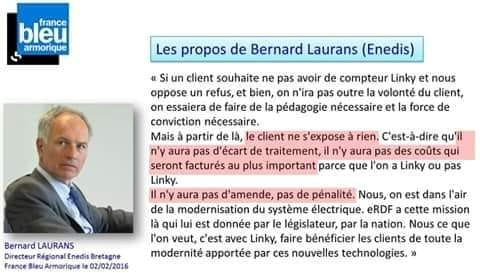 france
bleu
armorique
Les propos de Bernard Laurans (Enedis)
« Si un client souhaite ne pas avoir de compteur Linky et nous
oppose un refus, et bien, on n'ira pas outre la volonté du client,
on essaiera de faire de la pédagogie nécessaire et la force de
conviction nécessaire.
Mais à partir de là, le client ne s'expose à rien. C'est-à-dire qu'il
n'y aura pas d'écart de traitement, il n'y aura pas des coûts qui
seront facturés au plus important parce que l'on a Linky ou pas
Linky.
Il n'y aura pas d'amende, pas de pénalité. Nous, on est dans l'air
de la modernisation du système électrique. eRDF a cette mission
là qui lui est donnée par le législateur, par la nation. Nous ce que
l'on veut, c'est avec Linky, faire bénéficier les clients de toute la
modernité apportée par ces nouvelles technologies. »
Bernard LAURANS
Directeur Régional Enedis Bretagne
France Bleu Armorique le 02/02/2016